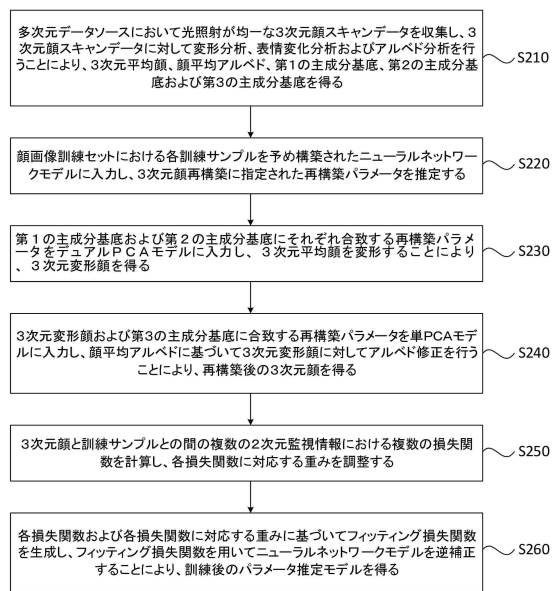 多次元データソースにおいて光照射が均一な3次元顔スキャンデータを収集し、3
次元顔スキャンデータに対して変形分析、表情変化分析およびアルベド分析を行
うことにより、3次元平均顔、顔平均アルベド、第1の主成分基底、第2の主成分基
底および第3の主成分基底を得る
S210
顔画像訓練セットにおける各訓練サンプルを予め構築されたニューラルネットワー
クモデルに入力し、3次元顔再構築に指定された再構築パラメータを推定する
S220
第１の主成分基底および第２の主成分基底にそれぞれ合致する再構築パラメ
ータをデュアルＰＣＡモデルに入力し、３次元平均顔を変形することにより
、３次元変形顔を得る
S230
3次元変形顔および第3の主成分基底に合致する再構築パラメータを単PCAモデ
ルに入力し、顔平均アルベドに基づいて3次元変形顔に対してアルベド修正を行う
ことにより、再構築後の3次元顔を得る
S240
３次元顔と訓練サンプルとの間の複数の2次元監視情報における複数の損失関
数を計算し、各損失関数に対応する重みを調整する
S250
各損失関数および各損失関数に対応する重みに基づいてフィッティング損失関数
を生成し、フィッティング損失関数を用いてニューラルネットワークモデルを逆補正
することにより、訓練後のパラメータ推定モデルを得る
S260